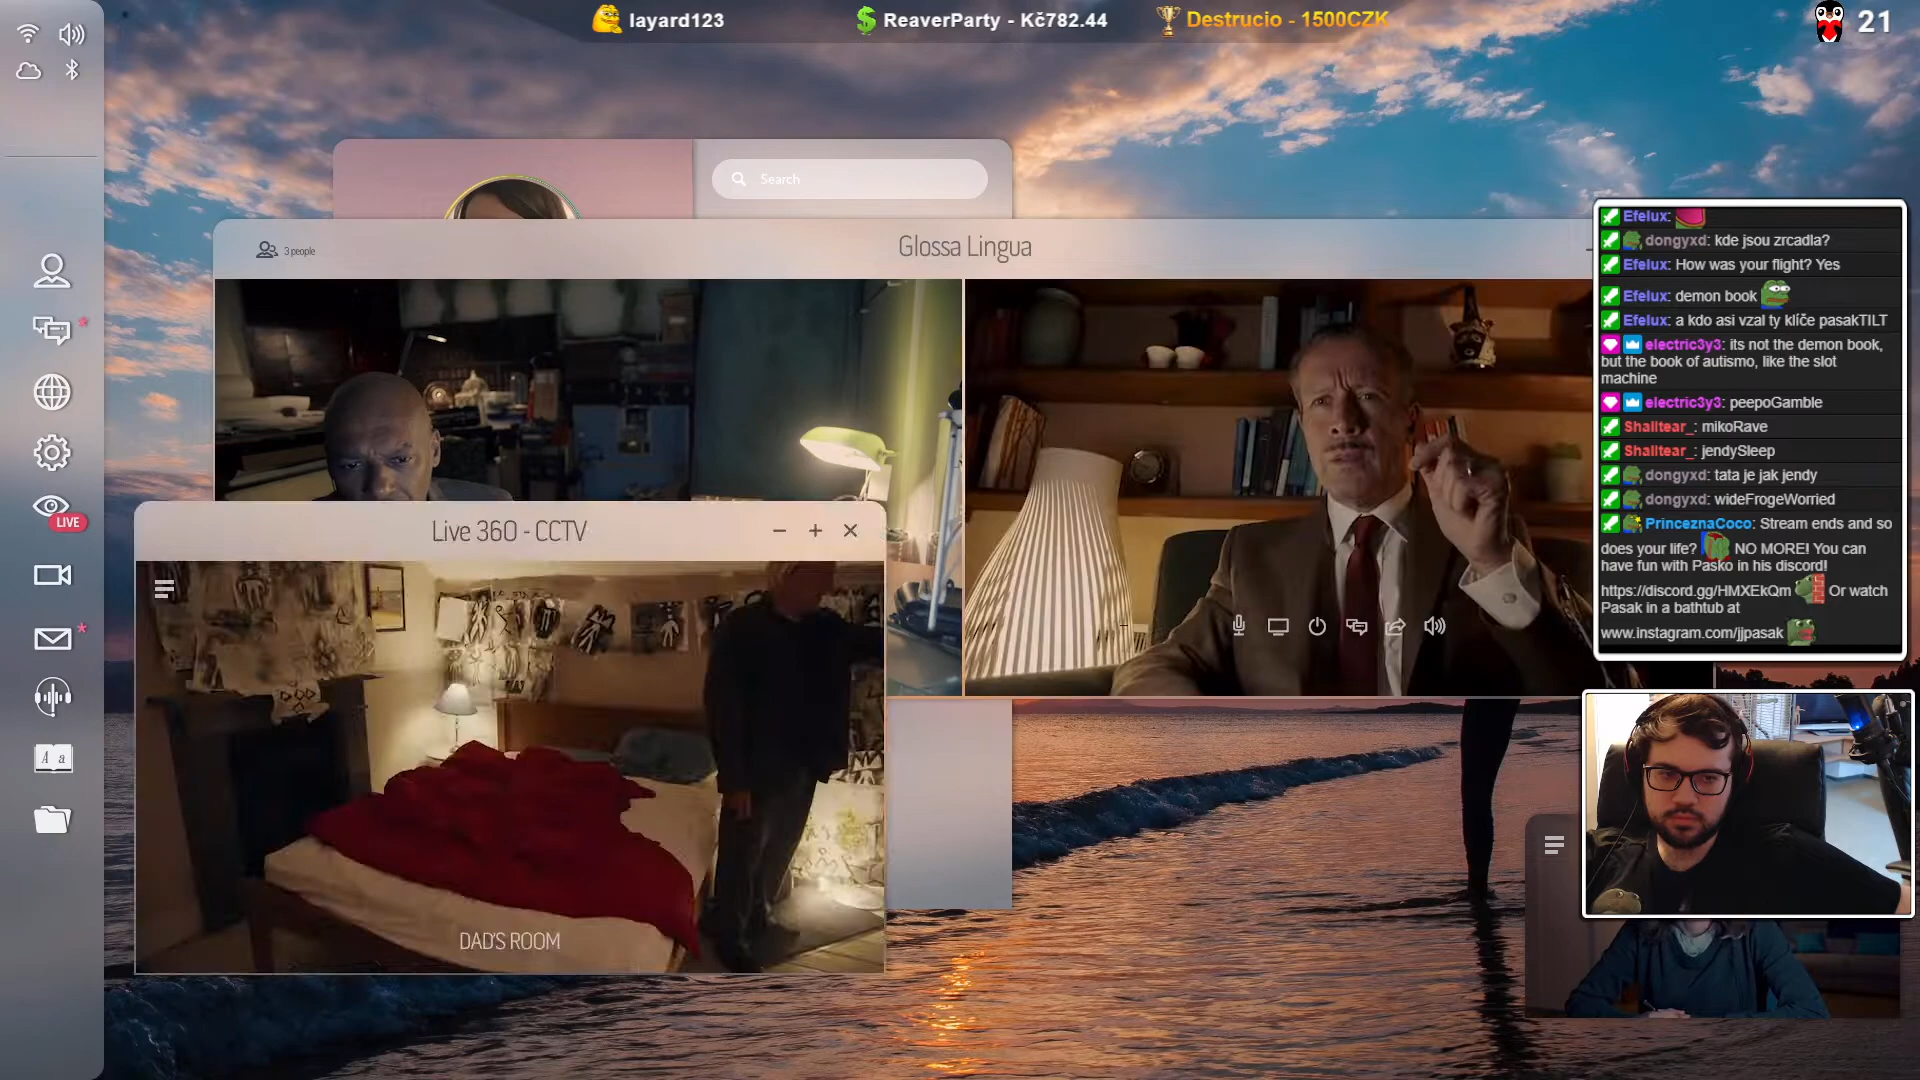 layard123
ReaverParty - Kč782.44
Destrucio - 1500CZK
21
Search
3 people
Glossa Lingua
LIVE
A a
Live 360 - CCTV
DAD'S ROOM
Efelux:
dongyxd: kde jsou zrcadla?
Efelux: How was your flight? Yes
Efelux: demon book
Efelux: a kdo asi vzal ty klíče pasakTILT
electric3y3: its not the demon book,
but the book of autismo, like the slot
machine
electric3y3: peepoGamble
Shalltear_: mikoRave
Shalltear_: jendySleep
dongyxd: tata je jak jendy
dongyxd: wideFrogeWorried
PrinceznaCoco: Stream ends and so
does your life? NO MORE! You can
have fun with Pasko in his discord!
https://discord.gg/HMXEkQm Or watch
Pasak in a bathtub at
www.instagram.com/jjpasak